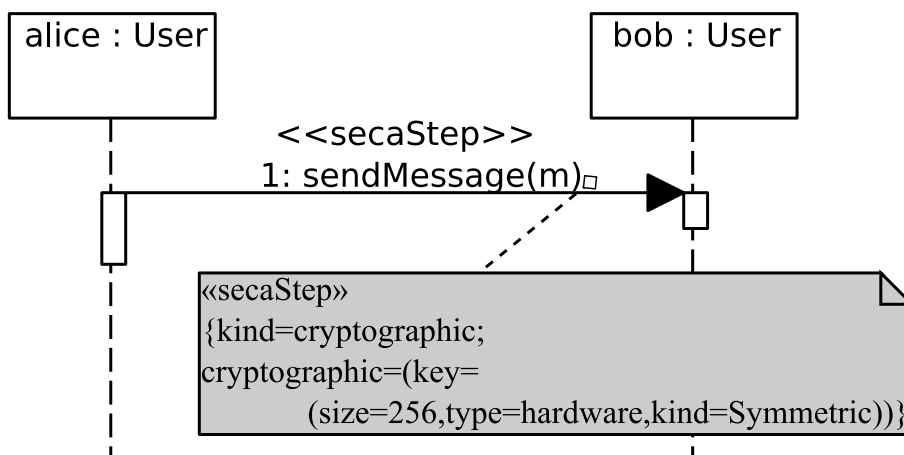 alice : User
bob : User
<<secaStep>>
1: sendMessage(m)
«secaStep»
{kind=cryptographic;
cryptographic=(key=
(size=256,type=hardware,kind=Symmetric))}